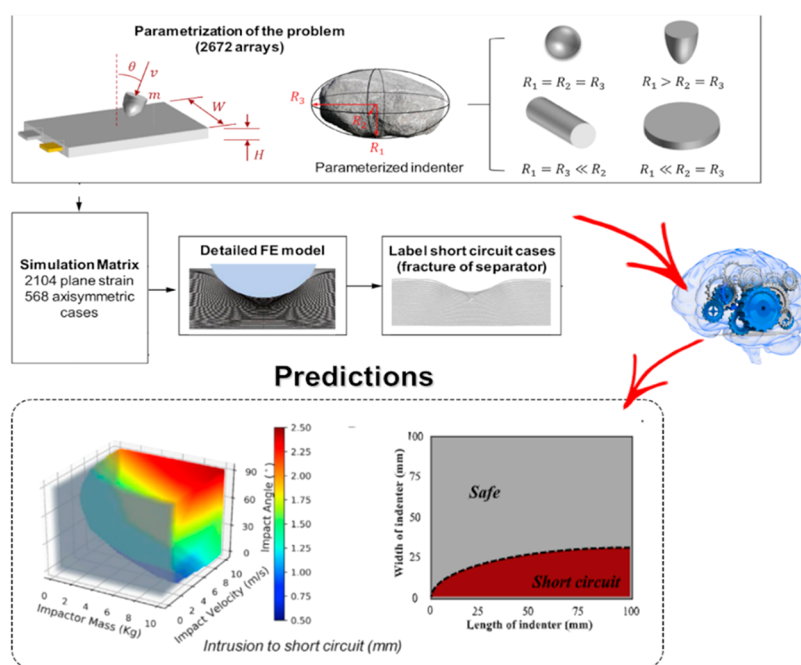 Parametrization of the problem
(2672 arrays)
θ
v
m
W
H
R3
R1
Parameterized indenter
R1 = R2 = R3
R1 > R2 = R3
R1 = R3 ≪ R2
R1 ≪ R2 = R3
Simulation Matrix
2104 plane strain
568 axisymmetric
cases
Detailed FE model
Label short circuit cases
(fracture of separator)
Predictions
2.50
2.25
2.00
1.75
1.50
1.25
1.00
0.75
0.50
90
60
30
0
Impact Angle (°)
0 2 4 6 8 10
Impactor Mass (Kg)
0 2 4 6 8 10
Impact Velocity (m/s)
Intrusion to short circuit (mm)
100
75
50
25
0
Width of indenter (mm)
Safe
Short circuit
0 25 50 75 100
Length of indenter (mm)